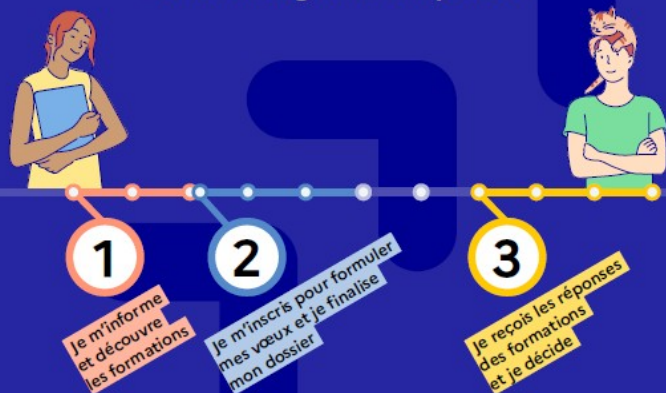 1
Je m'informe
et découvre
les formations
2
Je m'inscris pour formuler
mes vœux et je finalise
mon dossier
3
Je reçois les réponses
des formations
et je décide